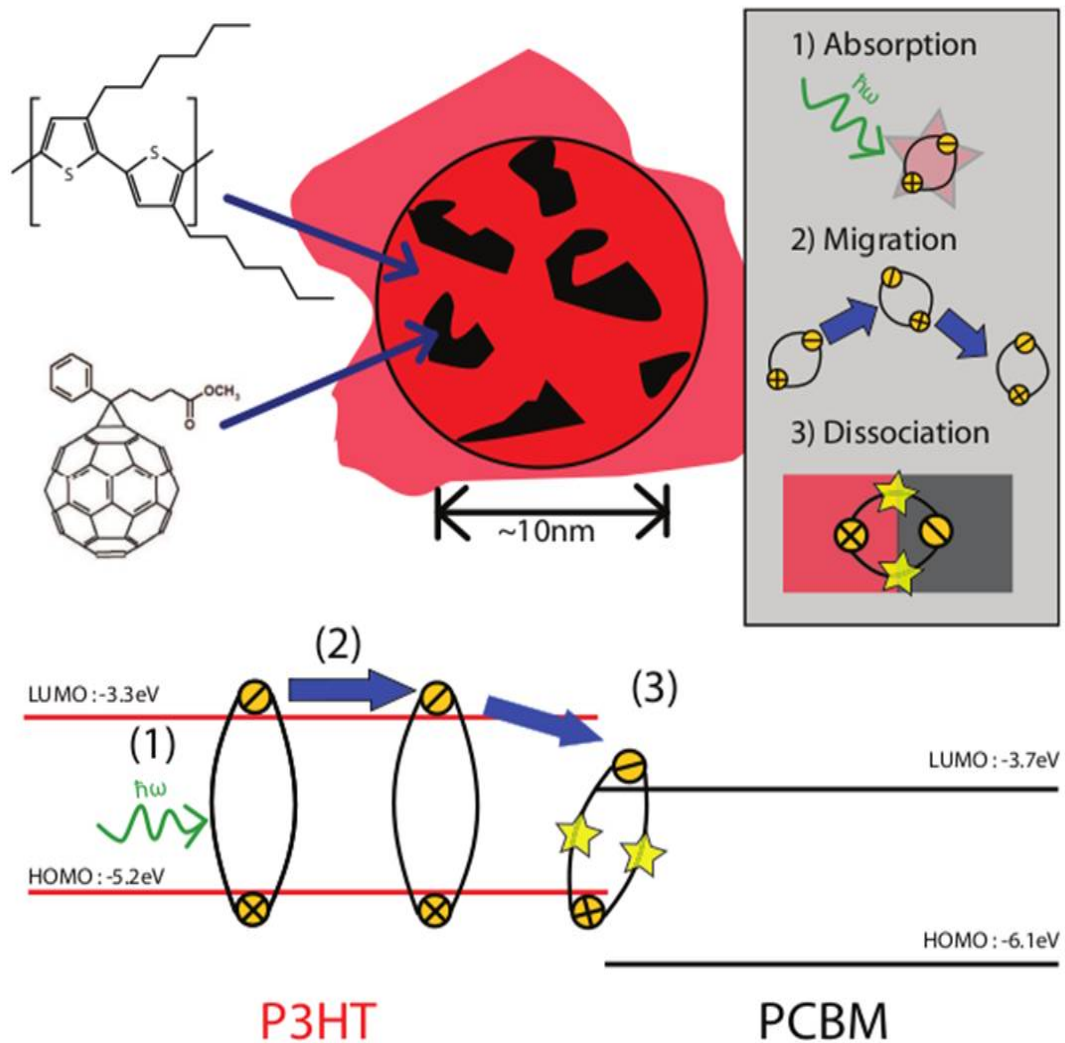 S
S
OCH₃
O
~10nm
1) Absorption
ħω
2) Migration
3) Dissociation
(1)
ħω
(2)
(3)
LUMO :-3.3eV
HOMO : -5.2eV
LUMO : -3.7eV
HOMO : -6.1eV
P3HT
PCBM